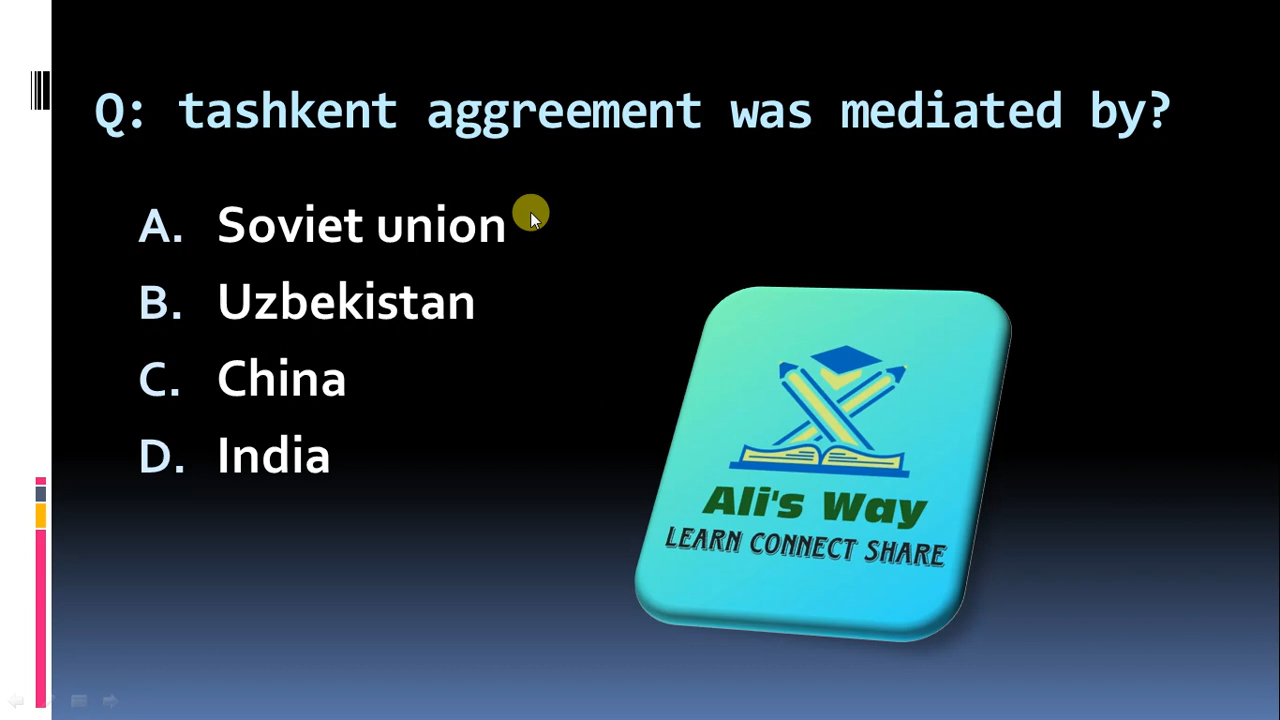 Q: tashkent aggreement was mediated by?
A. Soviet union
B. Uzbekistan
C. China
D. India
Ali's Way
LEARN CONNECT SHARE